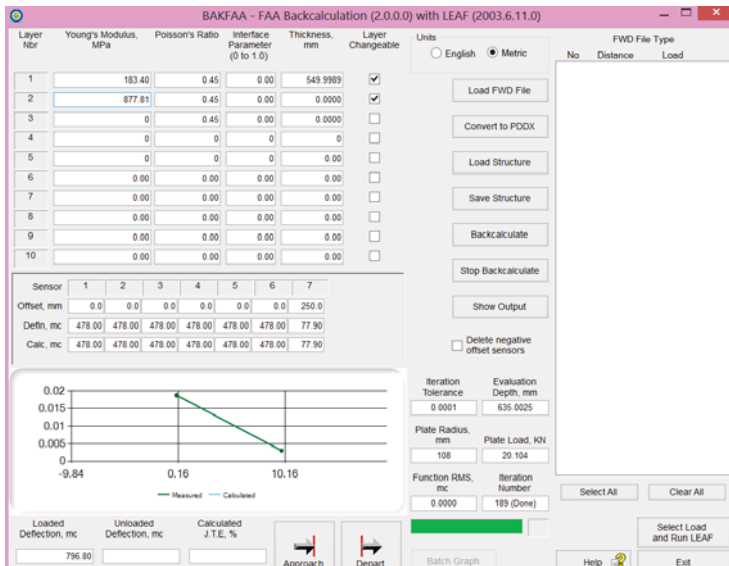 BAKFAA - FAA Backcalculation (2.0.0.0) with LEAF (2003.6.11.0)
Layer Nbr Young's Modulus, MPa Poisson's Ratio Interface Parameter (0 to 1.0) Thickness, mm Layer Changeable
1 183.40 0.45 0.00 549.9989
2 877.81 0.45 0.00 0.0000
3 0 0.45 0.00 0.0000
4 0 0 0 0
5 0 0 0 0.00
6 0.00 0.00 0.00 0.00
7 0.00 0.00 0.00 0.00
8 0.00 0.00 0.00 0.00
9 0.00 0.00 0.00 0.00
10 0.00 0.00 0.00 0.00
Sensor 1 2 3 4 5 6 7
Offset, mm 0.0 0.0 0.0 0.0 0.0 0.0 250.0
Defln, mc 478.00 478.00 478.00 478.00 478.00 478.00 77.90
Calc, mc 478.00 478.00 478.00 478.00 478.00 478.00 77.90
0.02
0.015
0.01
0.005
0
-9.84 0.16 10.16
Measured Calculated
Loaded Deflection, mc Unloaded Deflection, mc Calculated J.T.E, %
796.80
Approach Depart
Units
English Metric
Load FWD File
Convert to PDDX
Load Structure
Save Structure
Backcalculate
Stop Backcalculate
Show Output
Delete negative offset sensors
Iteration Tolerance Evaluation Depth, mm
0.0001 635.0025
Plate Radius, mm Plate Load, KN
108 20.104
Function RMS, mc Iteration Number
0.0000 189 (Done)
Batch Graph
FWD File Type
No Distance Load
Select All Clear All
Select Load and Run LEAF
Help Exit